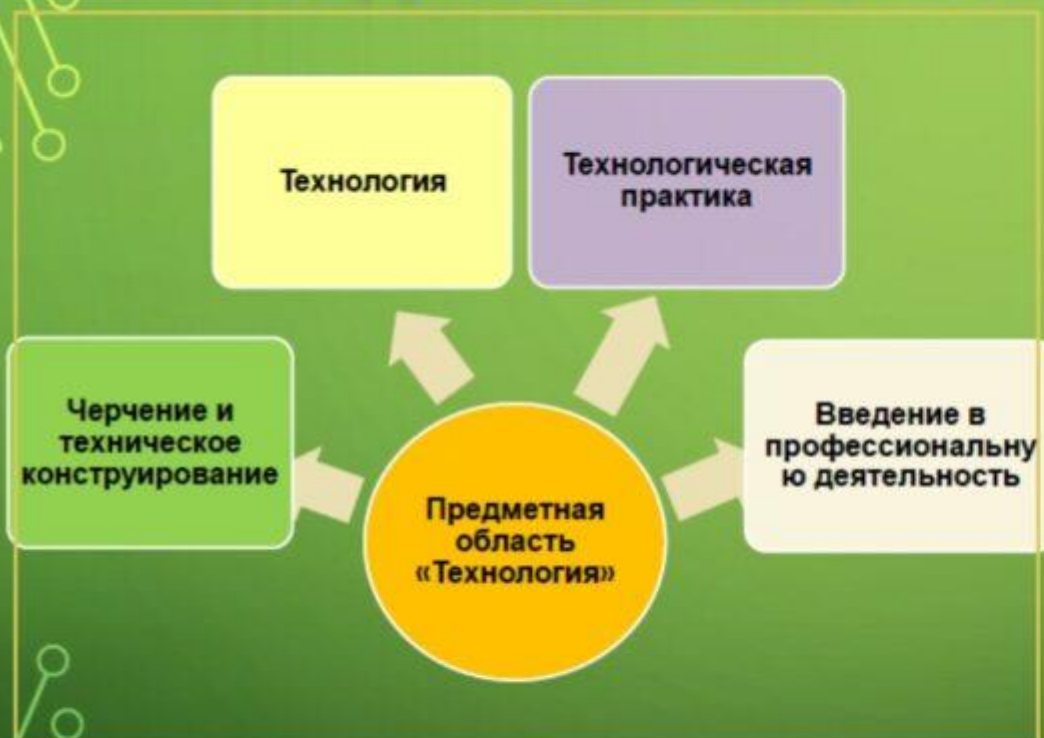 Технология
Технологическая
практика
Черчение и
техническое
конструирование
Введение в
профессиональну
ю деятельность
Предметная
область
«Технология»